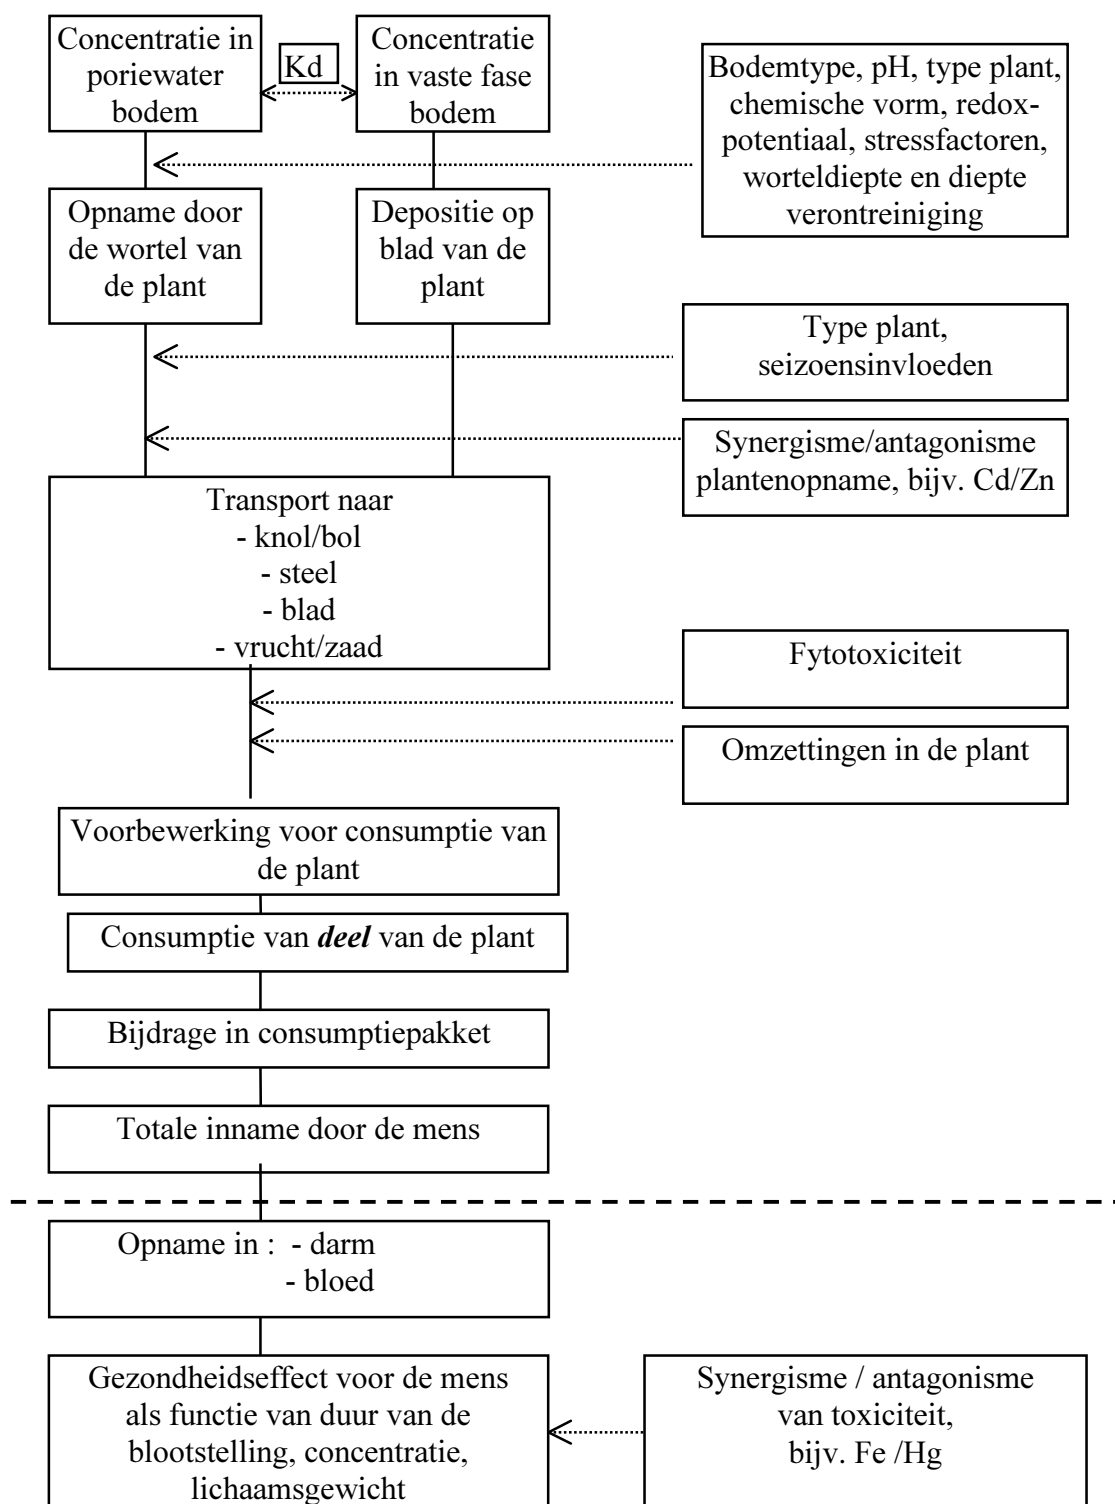 Concentratie in
poriewater
bodem
Kd
Concentratie
in vaste fase
bodem
Bodemtype, pH, type plant,
chemische vorm, redox-
potentiaal, stressfactoren,
worteldiepte en diepte
verontreiniging
Opname door
de wortel van
de plant
Depositie op
blad van de
plant
Type plant,
seizoensinvloeden
Synergisme/antagonisme
plantenopname, bijv. Cd/Zn
Transport naar
- knol/bol
- steel
- blad
- vrucht/zaad
Fytotoxiciteit
Omzettingen in de plant
Voorbewerking voor consumptie van
de plant
Consumptie van deel van de plant
Bijdrage in consumptiepakket
Totale inname door de mens
Opname in : - darm
- bloed
Gezondheidseffect voor de mens
als functie van duur van de
blootstelling, concentratie,
lichaamsgewicht
Synergisme / antagonisme
van toxiciteit,
bijv. Fe /Hg